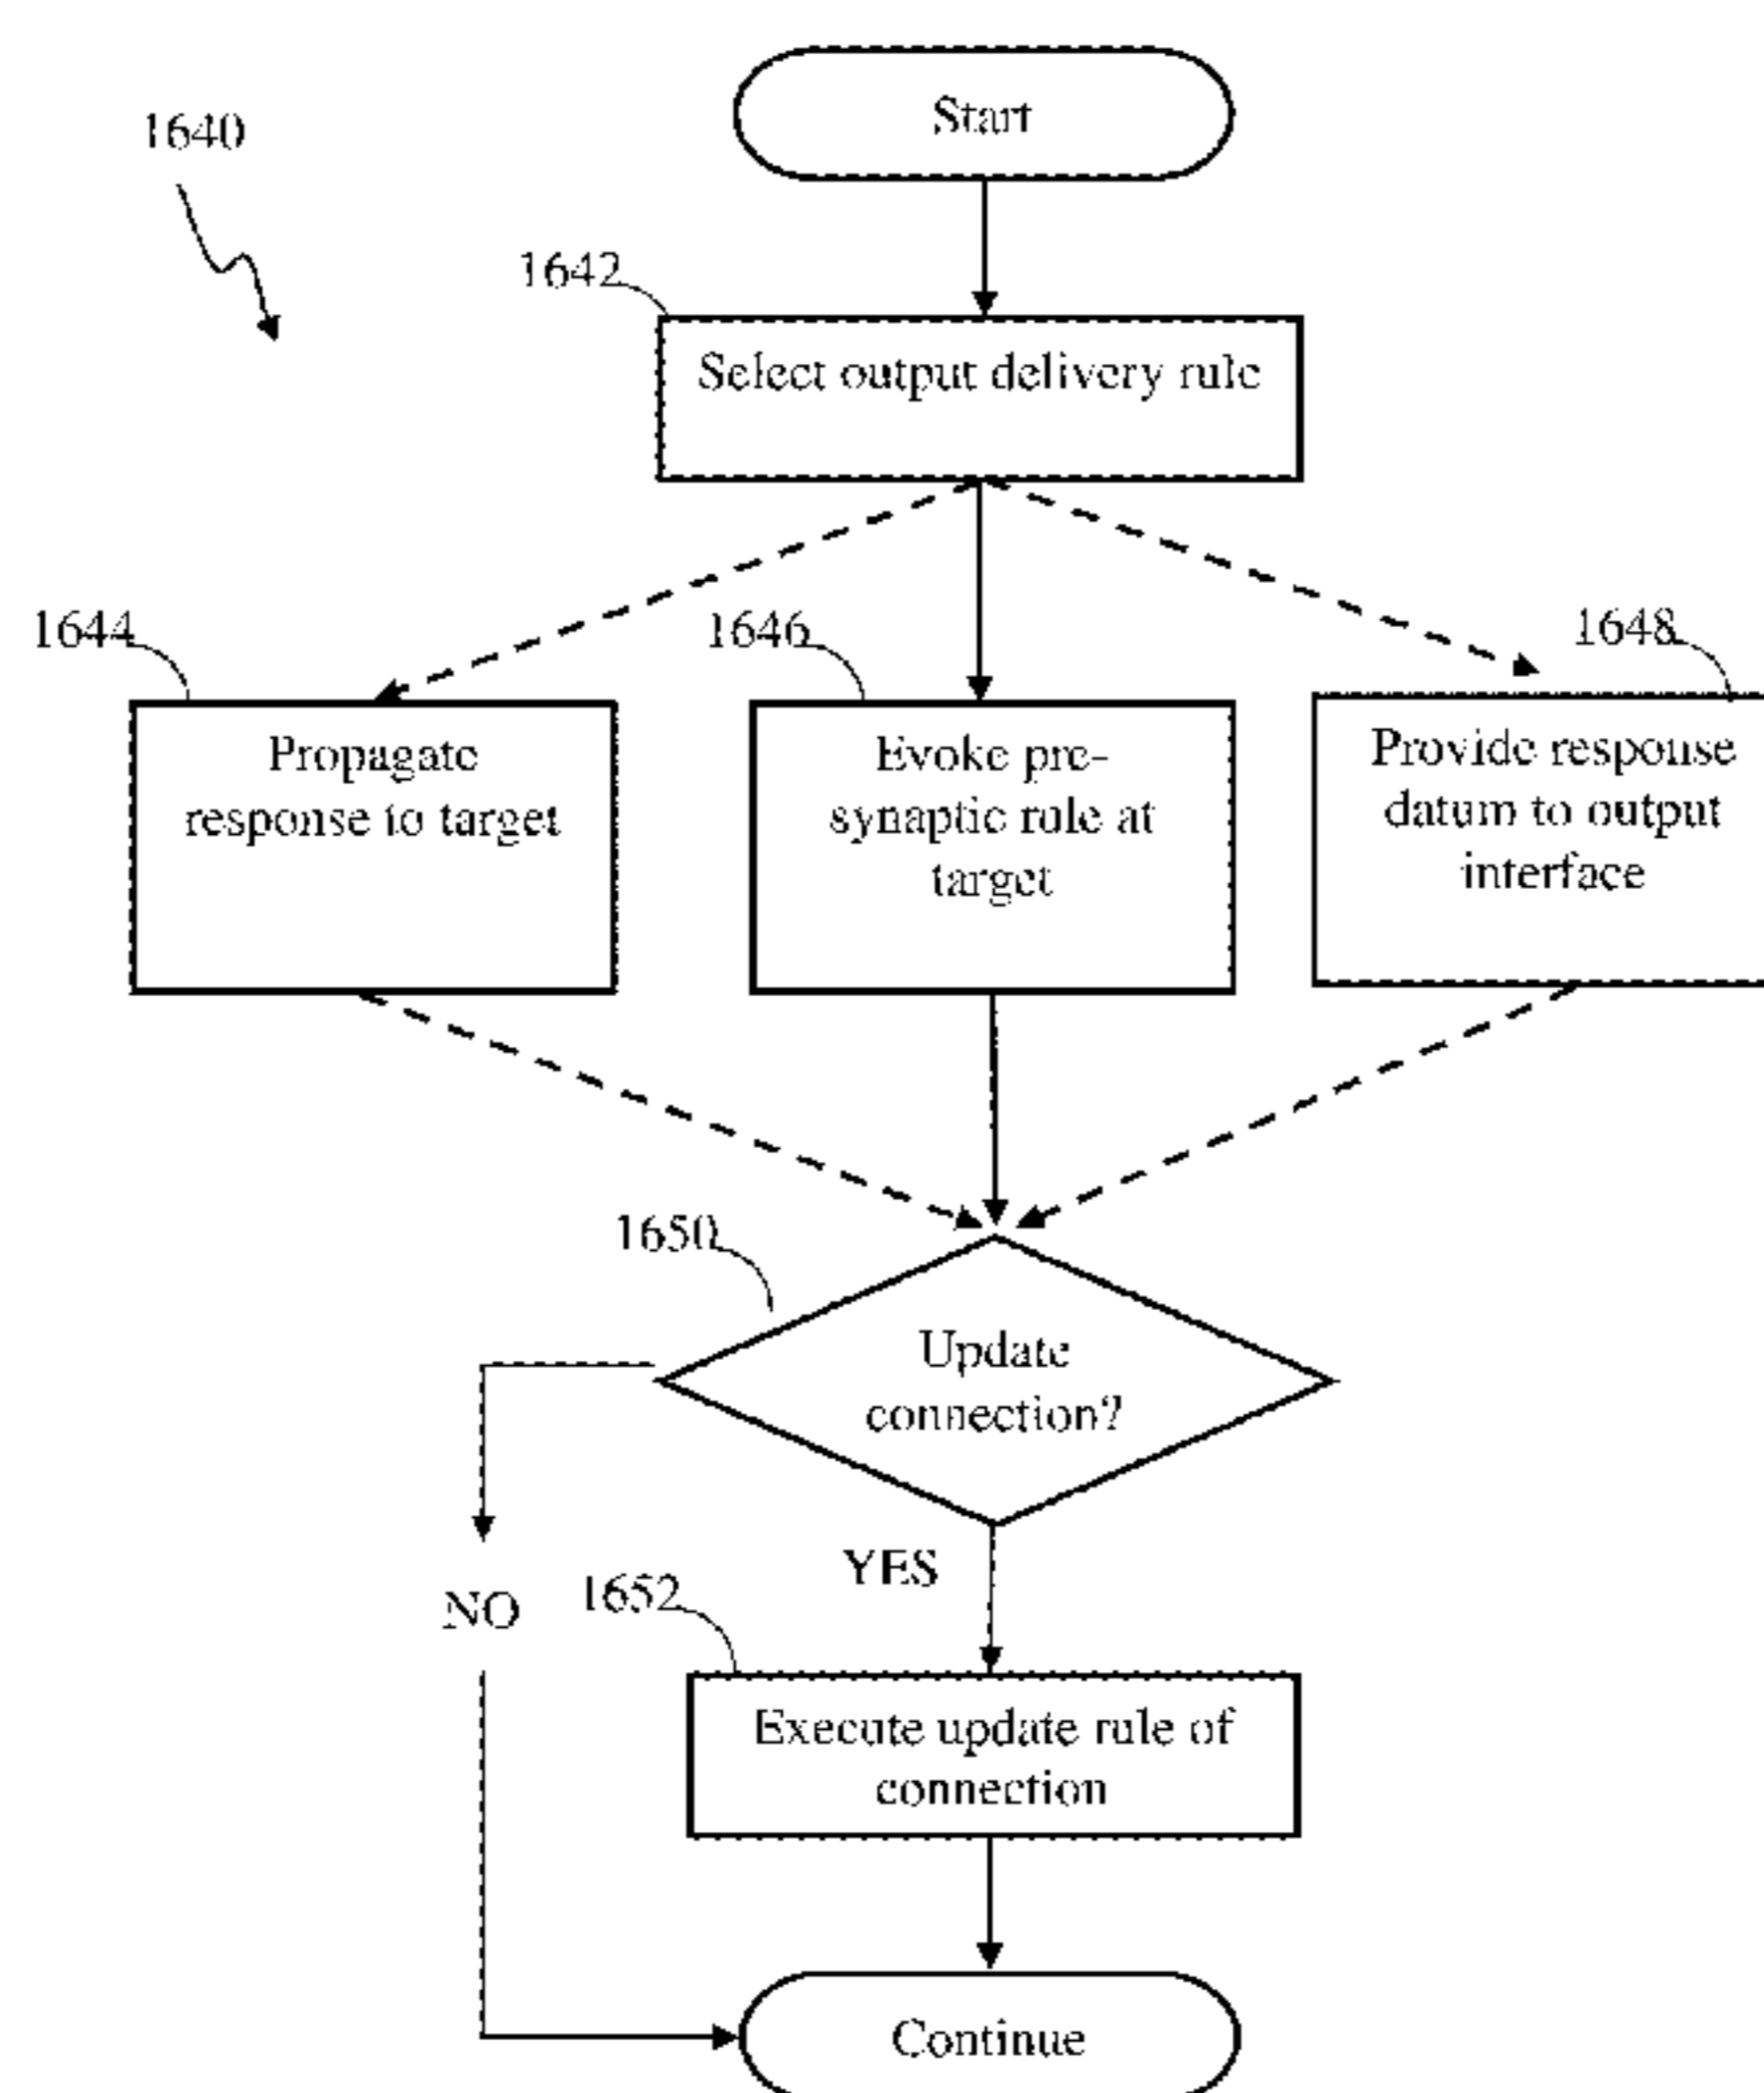 Start
1640
1642
Select output delivery rule
1644
1646
1648
Propagate
response to target
Evoke pre-
synaptic rule at
target
Provide response
datum to output
interface
1650
Update
connection?
YES
NO
1652
Execute update rule of
connection
Continue